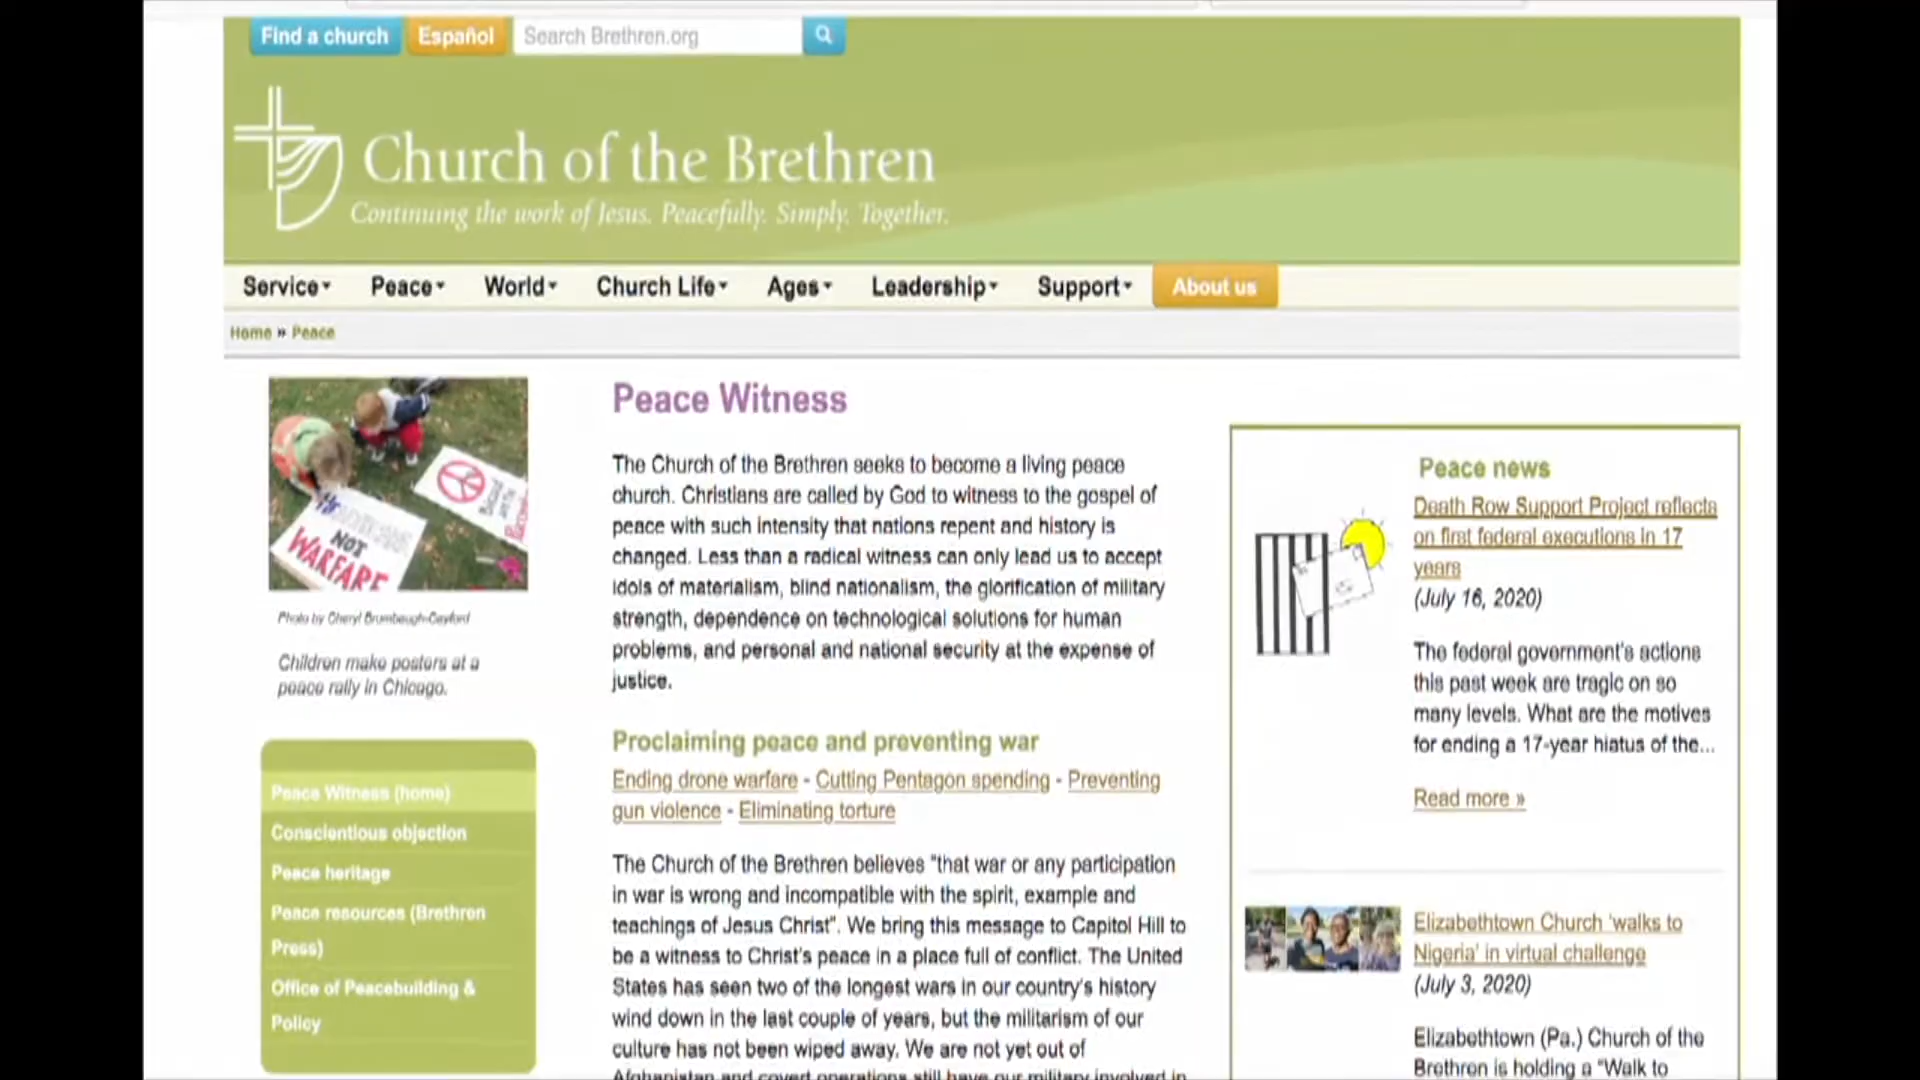 Find a church Español Search Brethren.org
Church of the Brethren
Continuing the work of Jesus. Peacefully. Simply. Together.
Service Peace World Church Life Ages Leadership Support About us
Home » Peace
NOT
WARFARE
Photo by Cheryl Brumbaugh-Cayford
Children make posters at a
peace rally in Chicago.
Peace Witness (home)
Conscientious objection
Peace heritage
Peace resources (Brethren
Press)
Office of Peacebuilding &
Policy
Peace Witness
The Church of the Brethren seeks to become a living peace
church. Christians are called by God to witness to the gospel of
peace with such intensity that nations repent and history is
changed. Less than a radical witness can only lead us to accept
idols of materialism, blind nationalism, the glorification of military
strength, dependence on technological solutions for human
problems, and personal and national security at the expense of
justice.
Proclaiming peace and preventing war
Ending drone warfare - Cutting Pentagon spending - Preventing
gun violence - Eliminating torture
The Church of the Brethren believes "that war or any participation
in war is wrong and incompatible with the spirit, example and
teachings of Jesus Christ". We bring this message to Capitol Hill to
be a witness to Christ's peace in a place full of conflict. The United
States has seen two of the longest wars in our country's history
wind down in the last couple of years, but the militarism of our
culture has not been wiped away. We are not yet out of
Afghanistan and covert operations still have our military involved in
Peace news
Death Row Support Project reflects
on first federal executions in 17
years
(July 16, 2020)
The federal government's actions
this past week are tragic on so
many levels. What are the motives
for ending a 17-year hiatus of the...
Read more »
Elizabethtown Church 'walks to
Nigeria' in virtual challenge
(July 3, 2020)
Elizabethtown (Pa.) Church of the
Brethren is holding a "Walk to